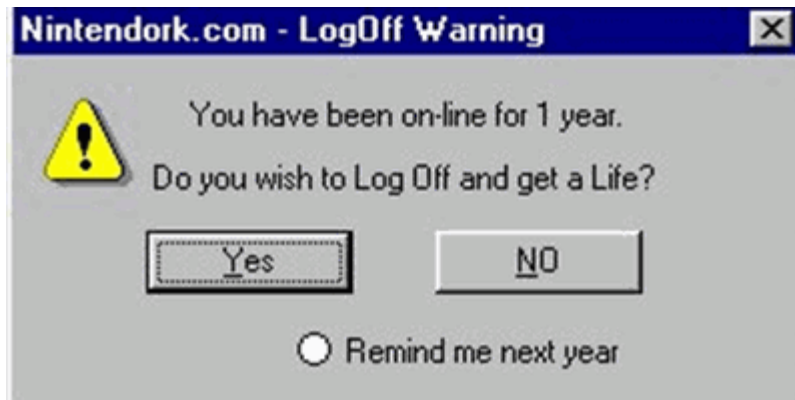 Nintendork.com - LogOff Warning
You have been on-line for 1 year.
Do you wish to Log Off and get a Life?
Yes NO
Remind me next year